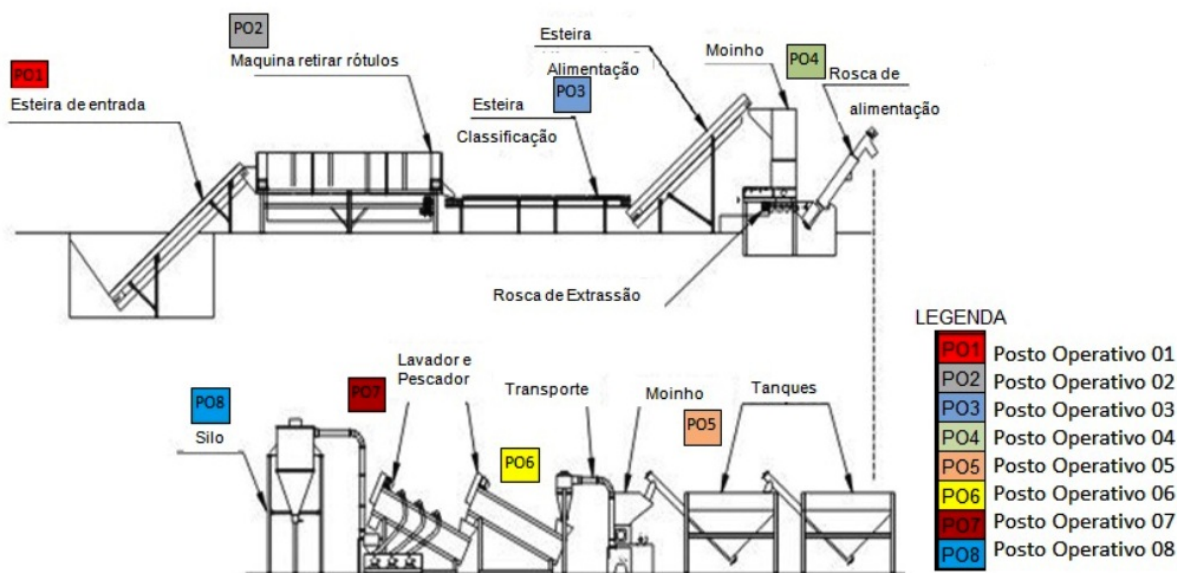 PO1
Esteira de entrada
PO2
Maquina retirar rótulos
Esteira
Alimentação
PO3
Esteira
Classificação
Moinho
PO4
Rosca de
alimentação
Rosca de Extrassão
PO8
Silo
PO7
Lavador e
Pescador
PO6
Transporte
Moinho
PO5
Tanques
LEGENDA
PO1 Posto Operativo 01
PO2 Posto Operativo 02
PO3 Posto Operativo 03
PO4 Posto Operativo 04
PO5 Posto Operativo 05
PO6 Posto Operativo 06
PO7 Posto Operativo 07
PO8 Posto Operativo 08